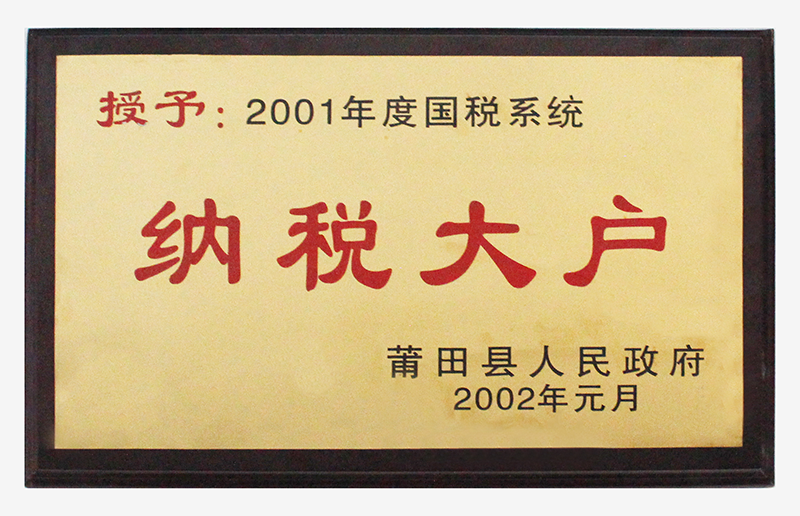 授予：2001年度国税系统
纳税大户
莆田县人民政府
2002年元月